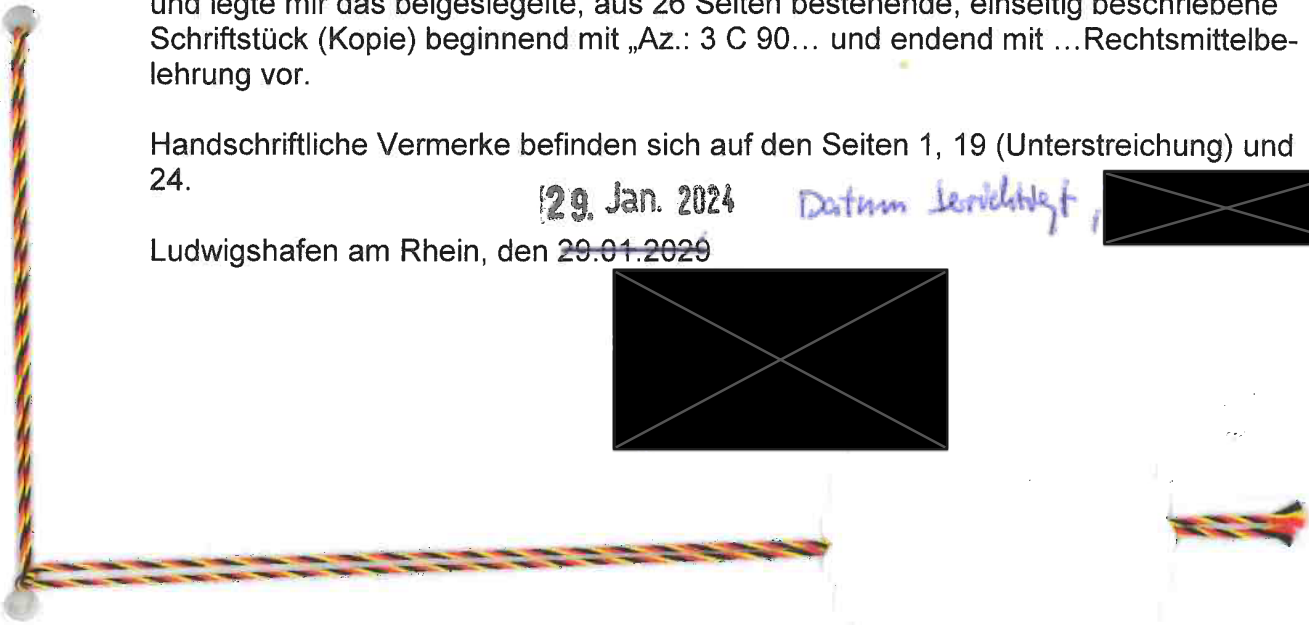 und legte mir das beigesiegelte, aus 26 Seiten bestehende, einseitig beschriebene
Schriftstück (Kopie) beginnend mit „Az.: 3 C 90... und endend mit ...Rechtsmittelbe-
lehrung vor.
Handschriftliche Vermerke befinden sich auf den Seiten 1, 19 (Unterstreichung) und
24.
29. Jan. 2024 Datum berichtigt,
Ludwigshafen am Rhein, den 29.01.2029